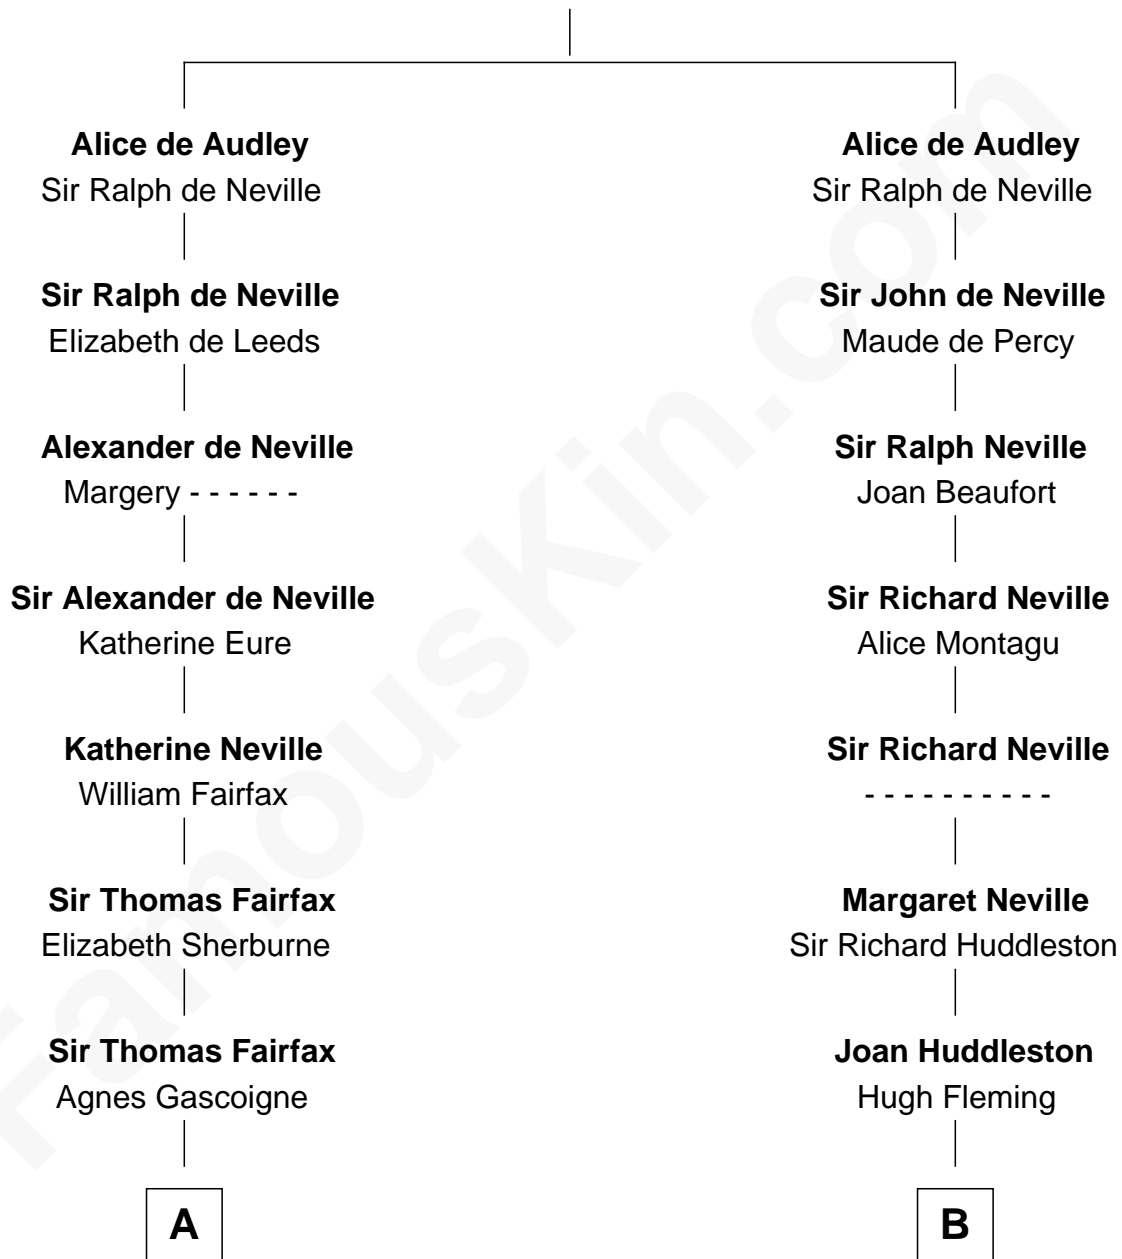 Alice de Audley
Sir Ralph de Neville
Sir Ralph de Neville
Elizabeth de Leeds
Alexander de Neville
Margery - - - - - -
Sir Alexander de Neville
Katherine Eure
Katherine Neville
William Fairfax
Sir Thomas Fairfax
Elizabeth Sherburne
Sir Thomas Fairfax
Agnes Gascoigne
A
Alice de Audley
Sir Ralph de Neville
Sir John de Neville
Maude de Percy
Sir Ralph Neville
Joan Beaufort
Sir Richard Neville
Alice Montagu
Sir Richard Neville
- - - - - - - - - -
Margaret Neville
Sir Richard Huddleston
Joan Huddleston
Hugh Fleming
B
FamousKin.com